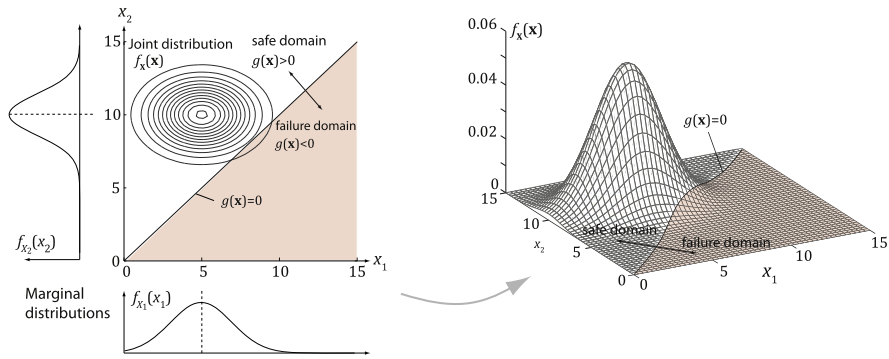 x₂
15
Joint distribution
fₓ(x)
safe domain
g(x)>0
10
failure domain
g(x)<0
5
g(x)=0
0
0 5 10 15 x₁
f_X₂(x₂)
Marginal
distributions
f_X₁(x₁)
0.06
fₓ(x)
0.04
0.02
g(x)=0
0
15
10
x₂
5
0
safe domain
failure domain
0
5
x₁
10
15